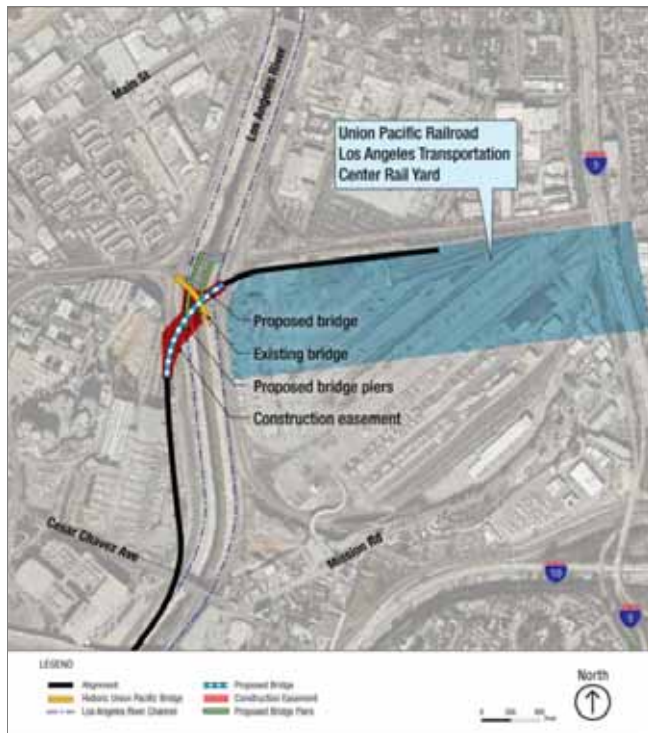 Main St
Los Angeles River
Union Pacific Railroad
Los Angeles Transportation
Center Rail Yard
5
Proposed bridge
Existing bridge
Proposed bridge piers
Construction easement
Cesar Chavez Ave
Mission Rd
10
5
LEGEND
Alignment
Historic Union Pacific Bridge
Los Angeles River Channel
Proposed Bridge
Construction Easement
Proposed Bridge Piers
0
North